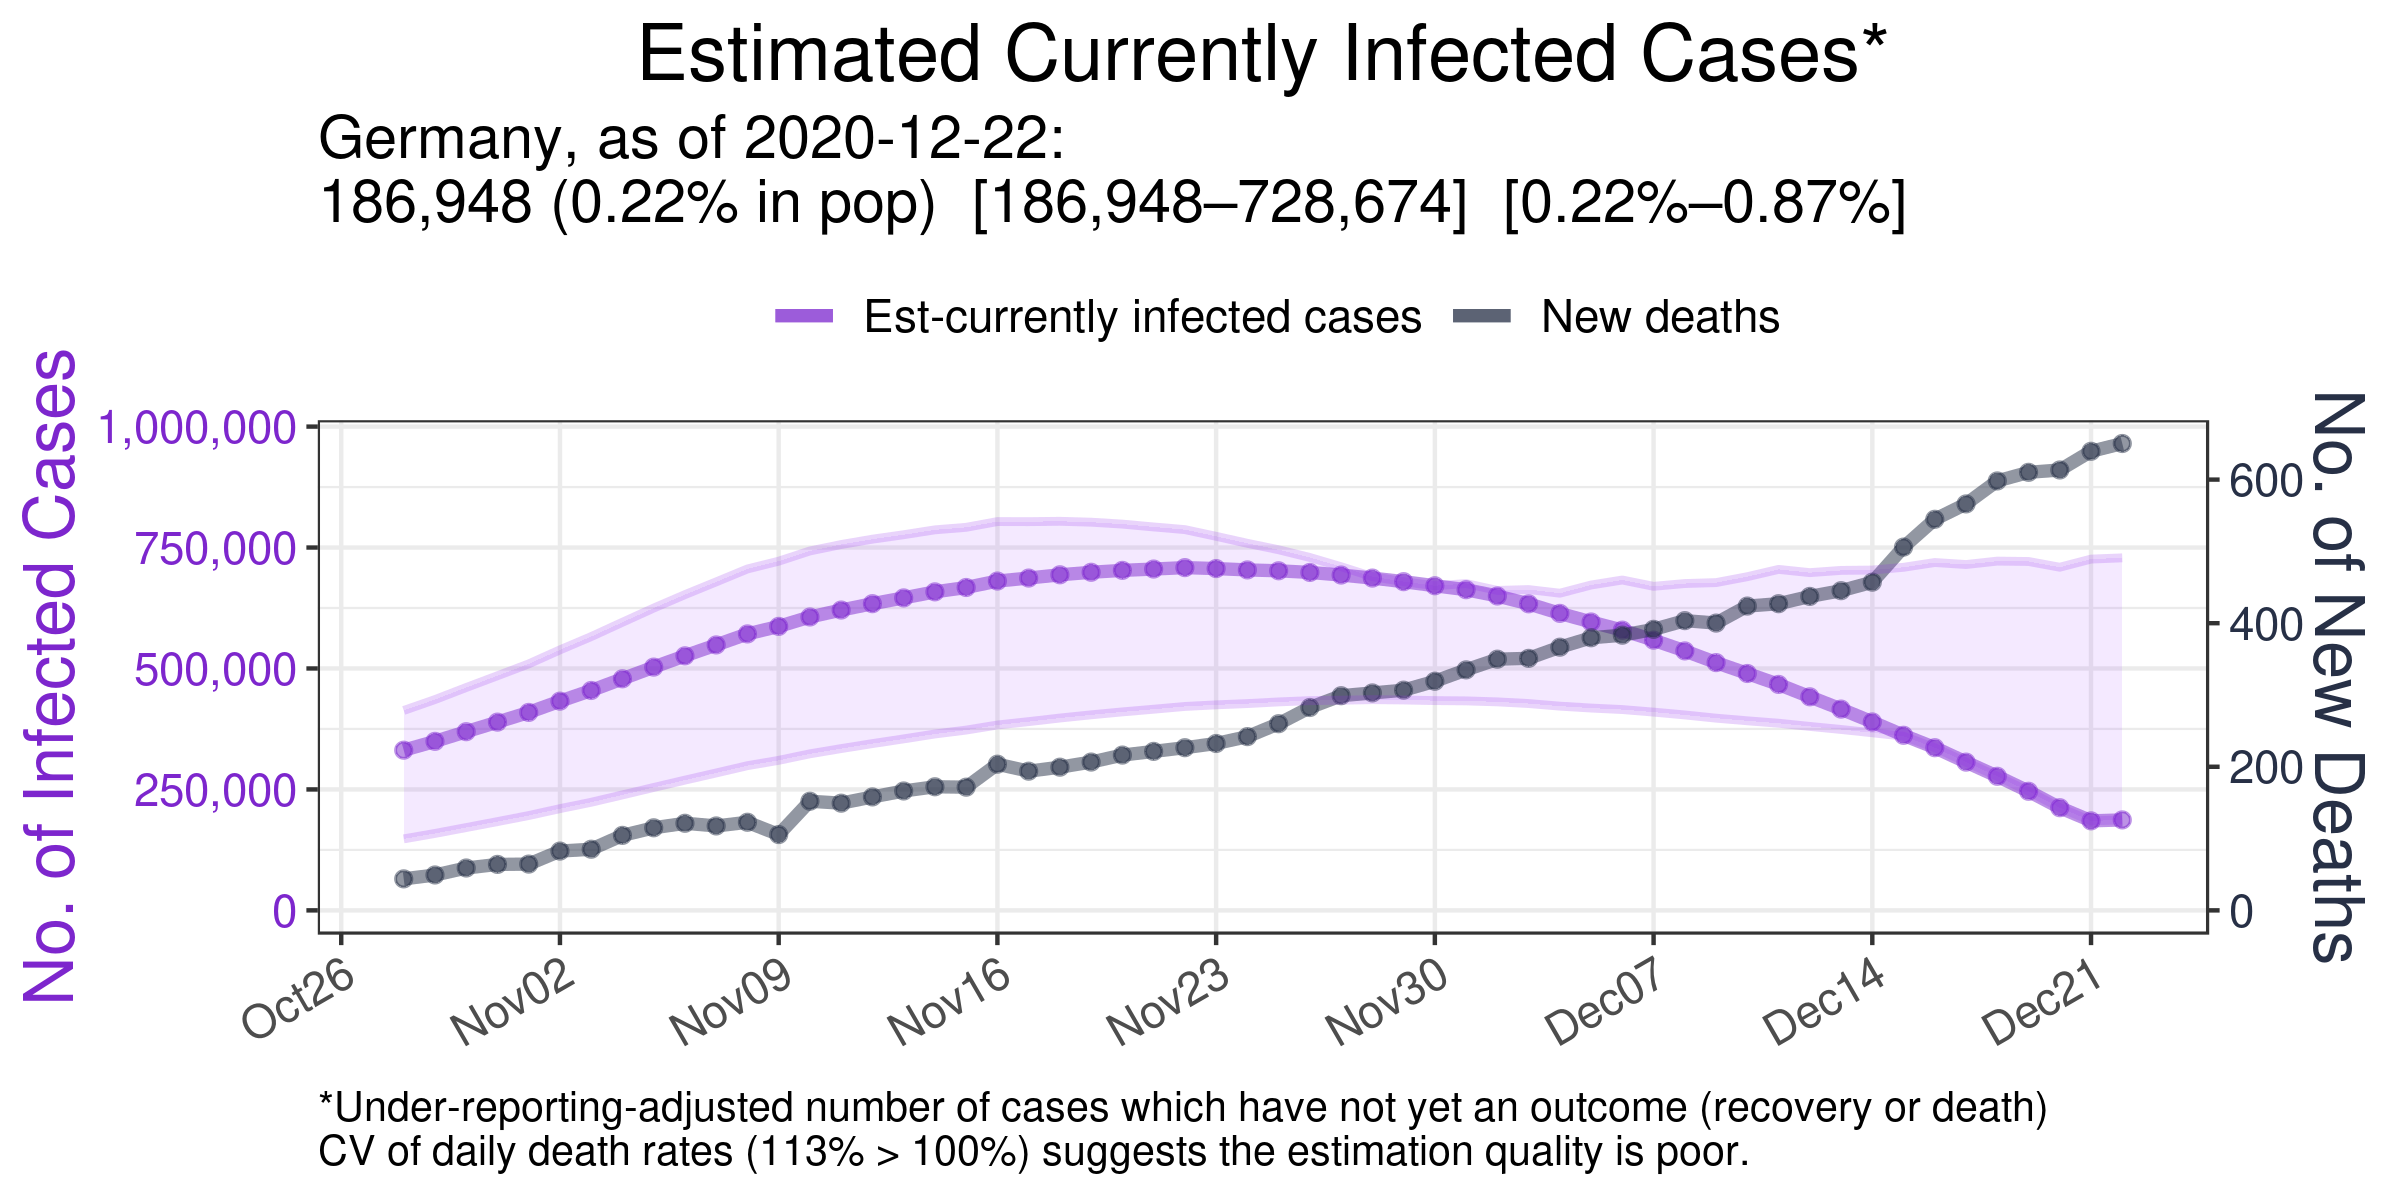 Estimated Currently Infected Cases*
Germany, as of 2020-12-22:
186,948 (0.22% in pop)  [186,948–728,674]  [0.22%–0.87%]
Est-currently infected cases
New deaths
No. of Infected Cases
1,000,000
750,000
500,000
250,000
0
600
400
200
0
No. of New Deaths
Oct26
Nov02
Nov09
Nov16
Nov23
Nov30
Dec07
Dec14
Dec21
*Under-reporting-adjusted number of cases which have not yet an outcome (recovery or death)
CV of daily death rates (113% > 100%) suggests the estimation quality is poor.